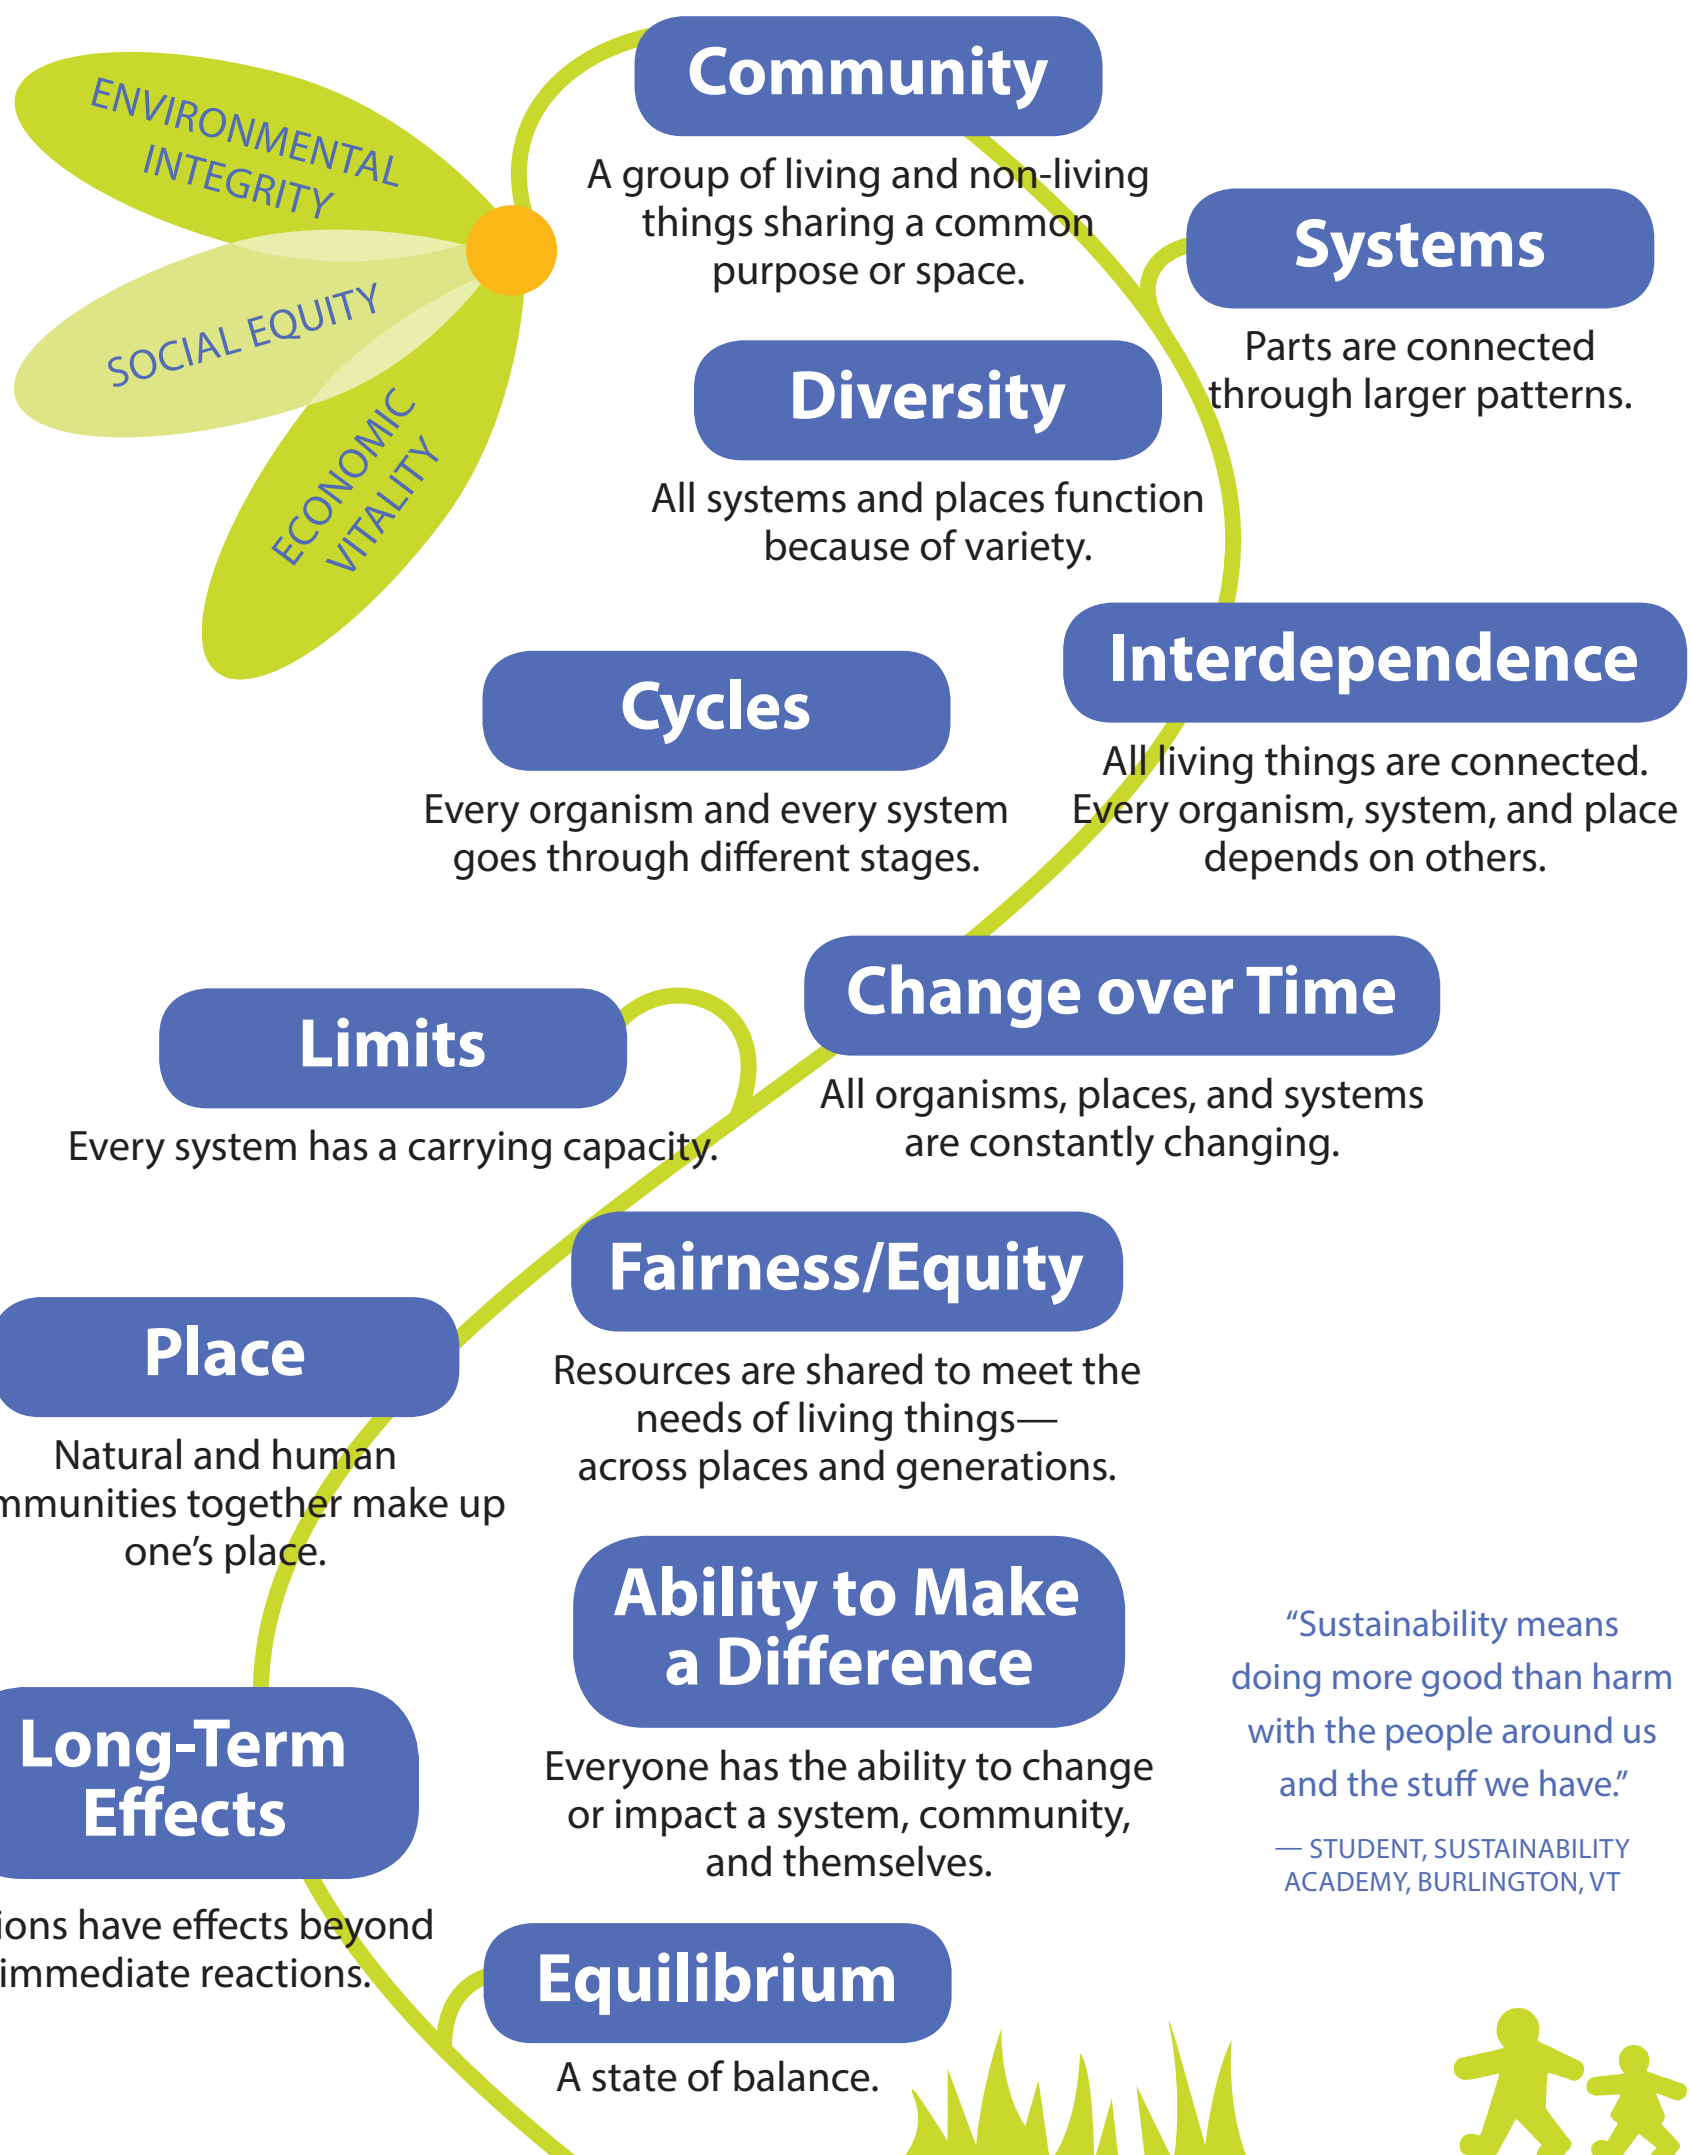 ENVIRONMENTAL
INTEGRITY
SOCIAL EQUITY
ECONOMIC
VITALITY
Community
A group of living and non-living
things sharing a common
purpose or space.
Systems
Parts are connected
through larger patterns.
Diversity
All systems and places function
because of variety.
Interdependence
All living things are connected.
Every organism, system, and place
depends on others.
Cycles
Every organism and every system
goes through different stages.
Change over Time
All organisms, places, and systems
are constantly changing.
Limits
Every system has a carrying capacity.
Fairness/Equity
Resources are shared to meet the
needs of living things—
across places and generations.
Place
Natural and human
mmunities together make up
one’s place.
Ability to Make
a Difference
Everyone has the ability to change
or impact a system, community,
and themselves.
Long-Term
Effects
ions have effects beyond
immediate reactions.
Equilibrium
A state of balance.
“Sustainability means
doing more good than harm
with the people around us
and the stuff we have.”
— STUDENT, SUSTAINABILITY
ACADEMY, BURLINGTON, VT